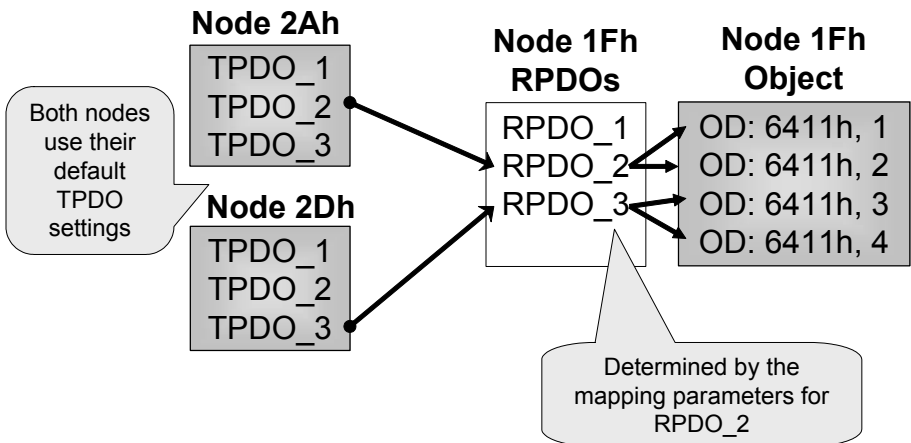 Node 2Ah
TPDO_1
TPDO_2
TPDO_3
Both nodes
use their
default
TPDO
settings
Node 2Dh
TPDO_1
TPDO_2
TPDO_3
Node 1Fh
RPDOs
RPDO_1
RPDO_2
RPDO_3
Node 1Fh
Object
OD: 6411h, 1
OD: 6411h, 2
OD: 6411h, 3
OD: 6411h, 4
Determined by the
mapping parameters for
RPDO_2